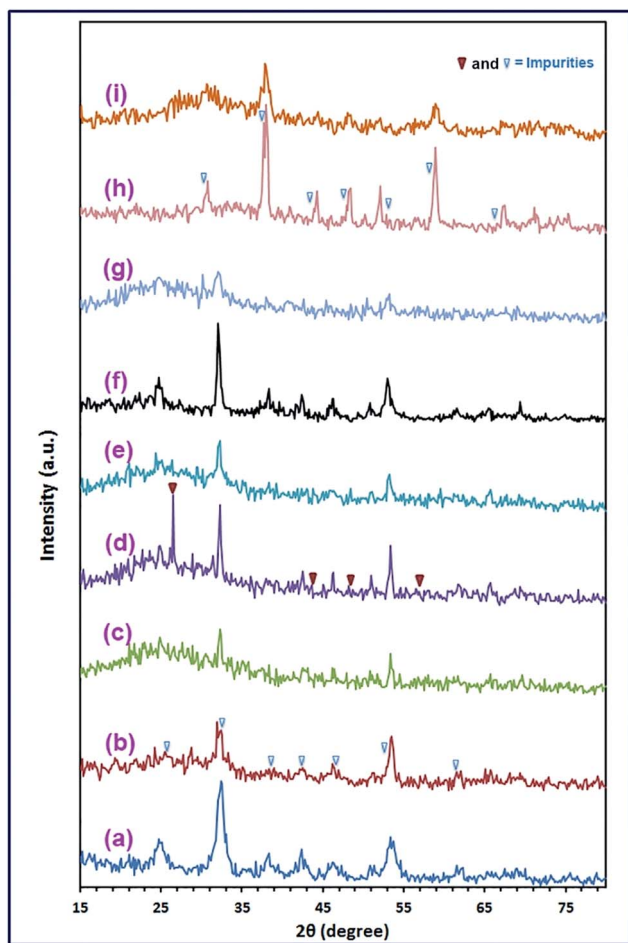 ▼ and ▽ = Impurities
(i)
(h)
(g)
(f)
(e)
(d)
(c)
(b)
(a)
Intensity (a.u.)
15 25 35 45 55 65 75
2θ (degree)